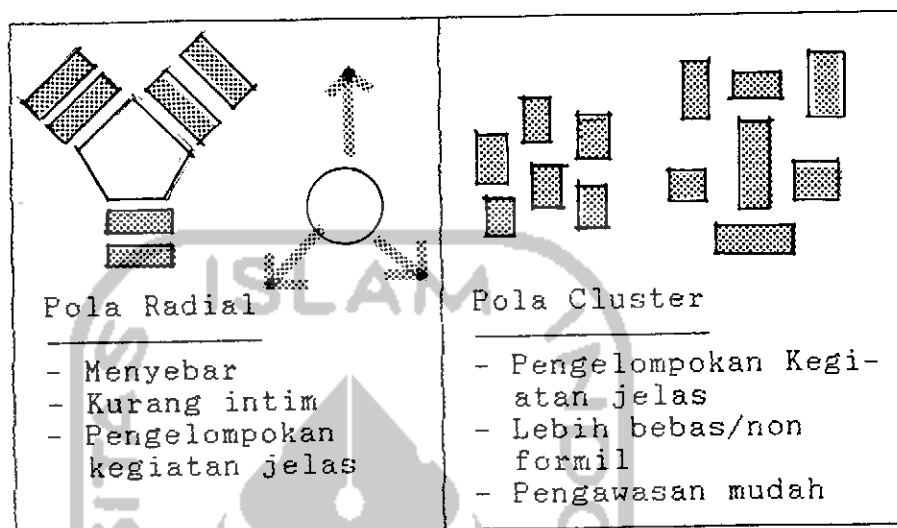 Pola Radial
- Menyebar
- Kurang intim
- Pengelompokan
kegiatan jelas
Pola Cluster
- Pengelompokan Kegi-
atan jelas
- Lebih bebas/non
formil
- Pengawasan mudah
ISLAM